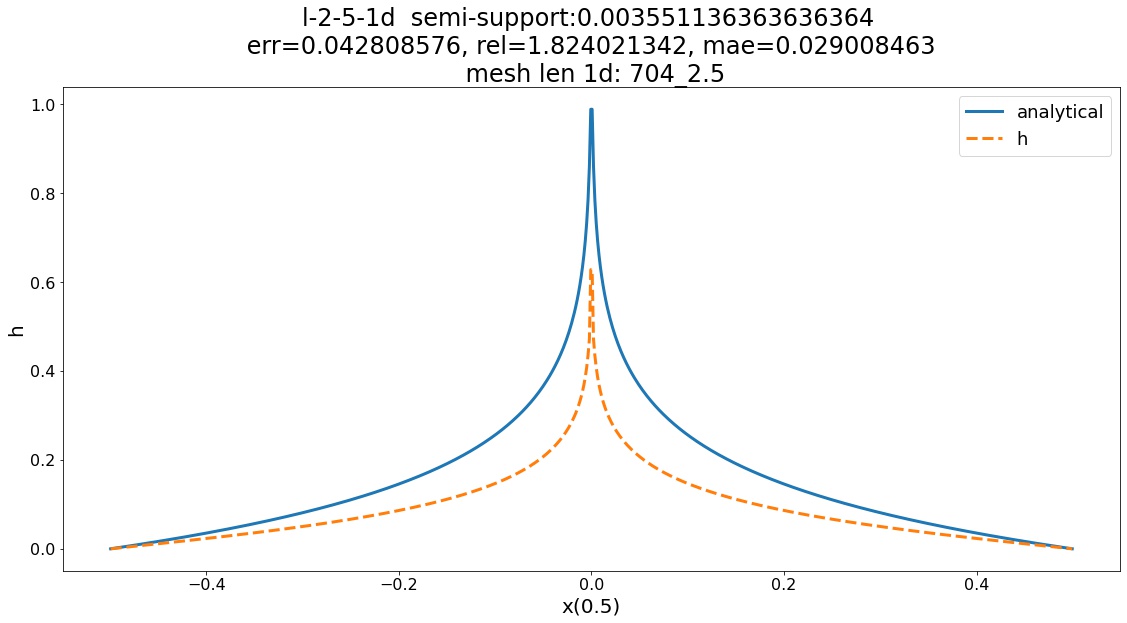 l-2-5-1d  semi-support:0.003551136363636364
err=0.042808576, rel=1.824021342, mae=0.029008463
mesh len 1d: 704_2.5
analytical
h
1.0
0.8
0.6
0.4
0.2
0.0
h
−0.4
−0.2
0.0
0.2
0.4
x(0.5)